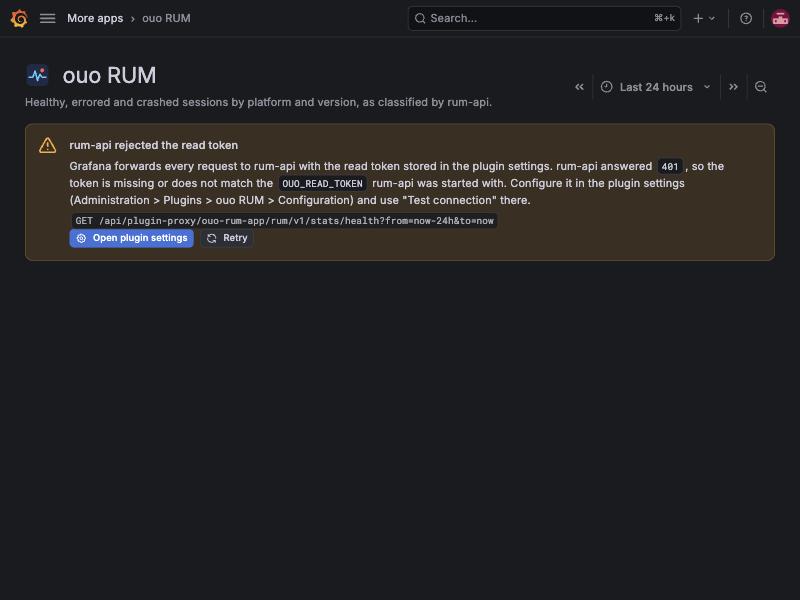 More apps › ouo RUM
Search...
⌘+k
ouo RUM
Last 24 hours
Healthy, errored and crashed sessions by platform and version, as classified by rum-api.
rum-api rejected the read token
Grafana forwards every request to rum-api with the read token stored in the plugin settings. rum-api answered 401, so the
token is missing or does not match the OUO_READ_TOKEN rum-api was started with. Configure it in the plugin settings
(Administration > Plugins > ouo RUM > Configuration) and use "Test connection" there.
GET /api/plugin-proxy/ouo-rum-app/rum/v1/stats/health?from=now-24h&to=now
Open plugin settings
Retry